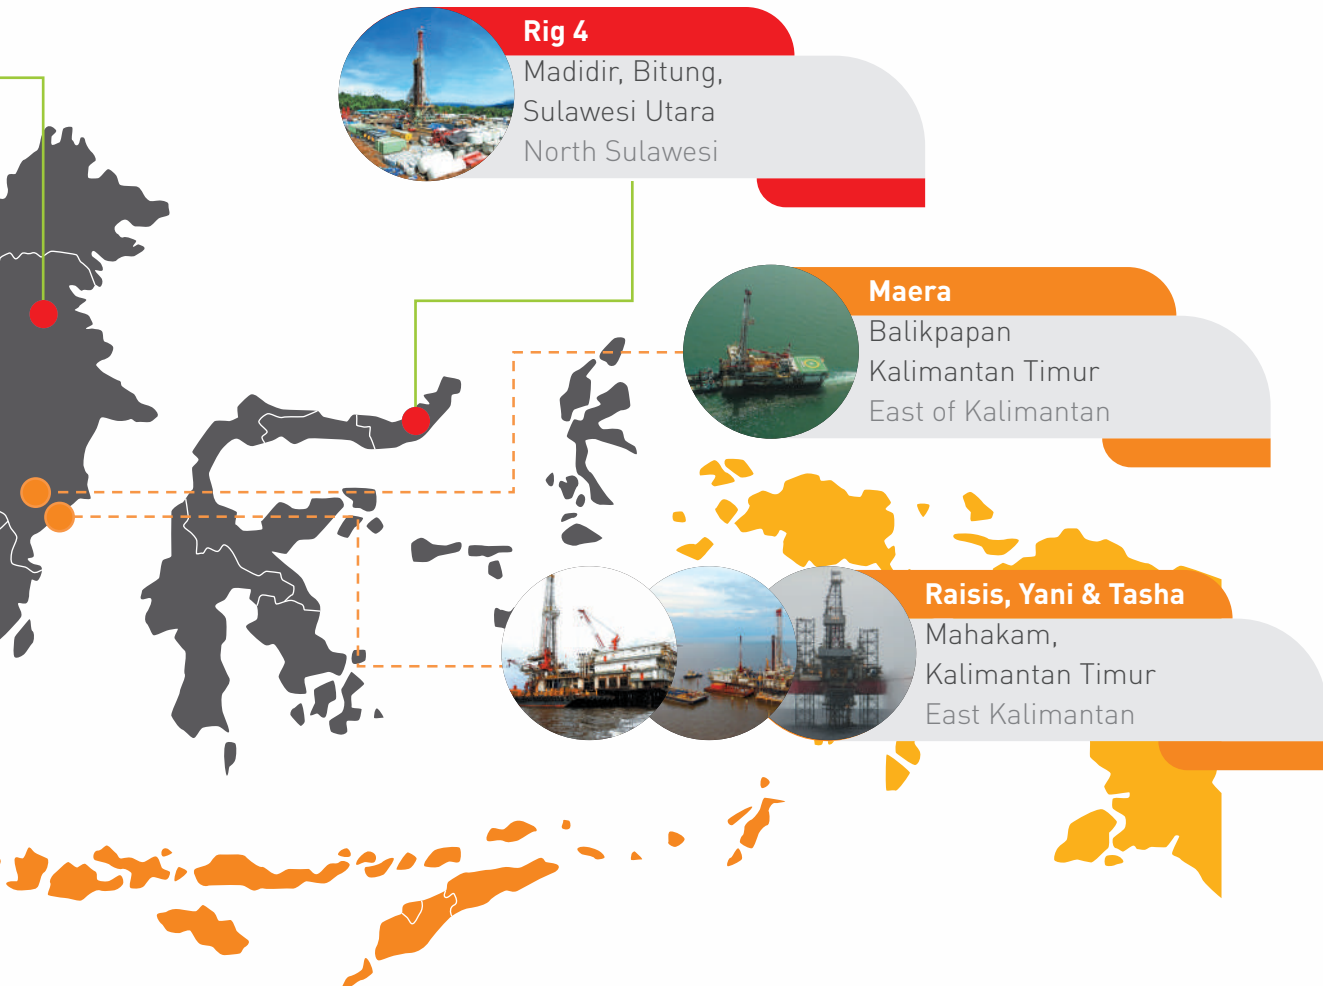 Rig 4
Madidir, Bitung,
Sulawesi Utara
North Sulawesi
Maera
Balikpapan
Kalimantan Timur
East of Kalimantan
Raisis, Yani & Tasha
Mahakam,
Kalimantan Timur
East Kalimantan